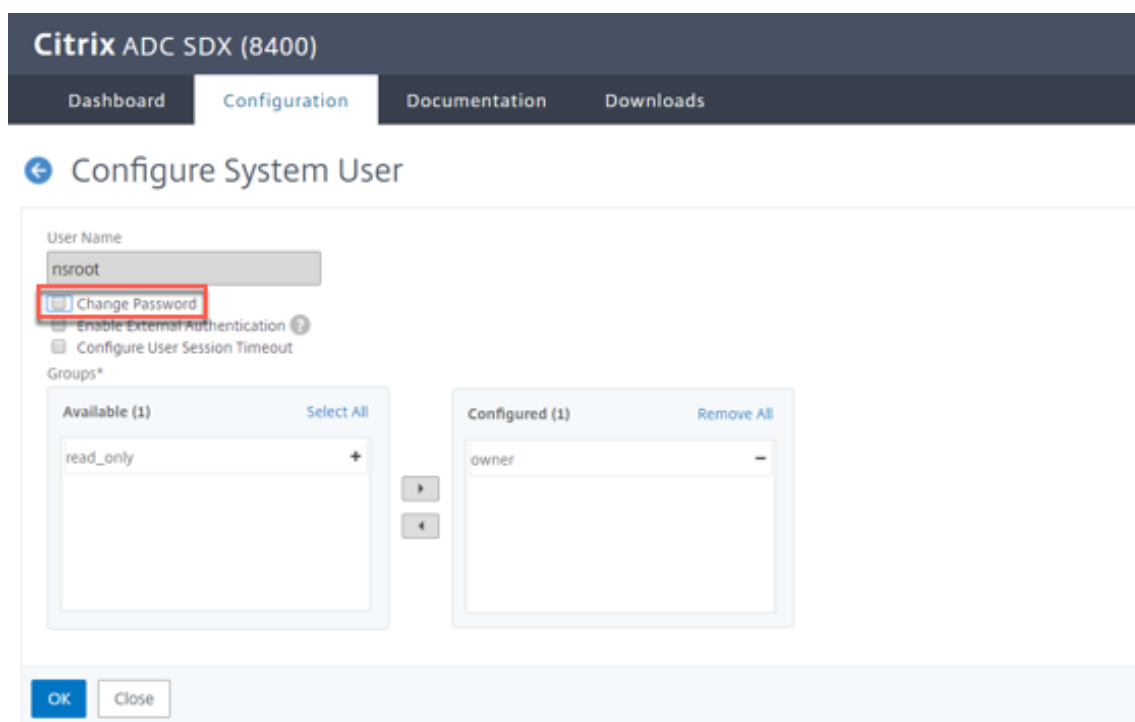 Citrix ADC SDX (8400)
Dashboard Configuration Documentation Downloads
Configure System User
User Name
nsroot
Change Password
Enable External Authentication ?
Configure User Session Timeout
Groups*
Available (1) Select All
Configured (1) Remove All
read_only +
owner −
OK Close